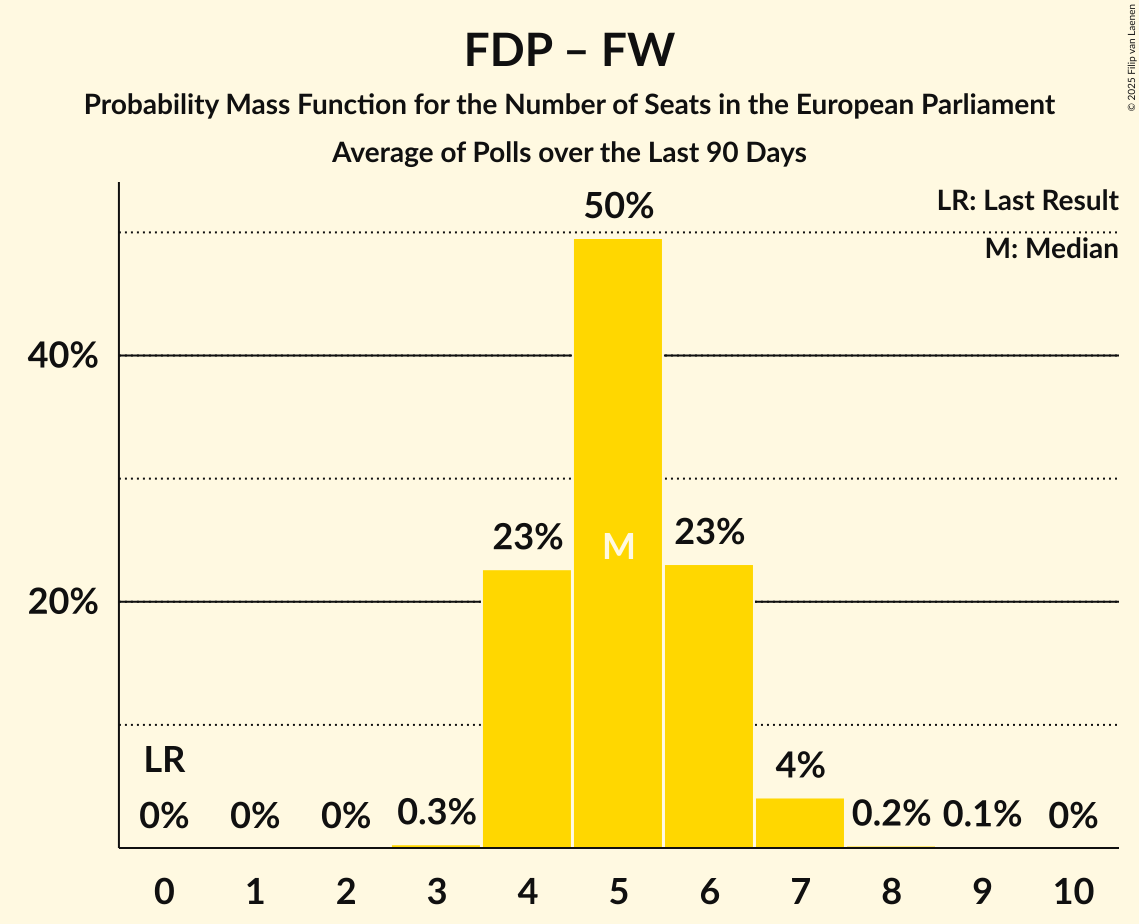 FDP – FW
Probability Mass Function for the Number of Seats in the European Parliament
Average of Polls over the Last 90 Days
© 2025 Filip van Laenen
LR: Last Result
M: Median
50%
40%
23%
M
23%
20%
LR
4%
0%
0%
0%
0.3%
0.2%
0.1%
0%
0 1 2 3 4 5 6 7 8 9 10